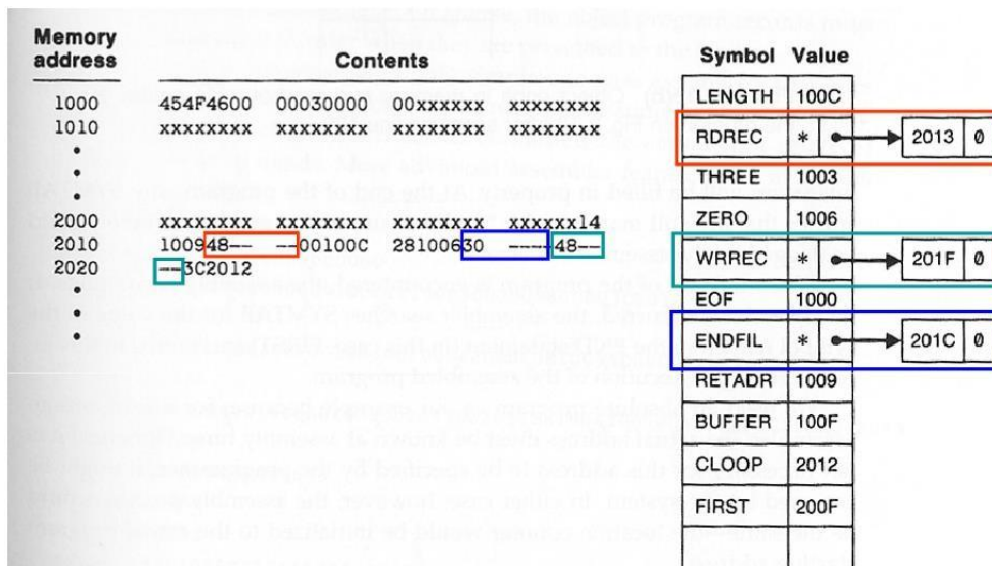 Memory address Contents
1000 454F4600 00030000 00xxxxxx xxxxxxxx
1010 xxxxxxxx xxxxxxxx xxxxxxxx xxxxxxxx
•
•
•
2000 xxxxxxxx xxxxxxxx xxxxxxxx xxxxxx14
2010 100948-- --00100C 28100630 ----48--
2020 ----3C2012
•
•
•
Symbol Value
LENGTH 100C
RDREC * 2013 0
THREE 1003
ZERO 1006
WRREC * 201F 0
EOF 1000
ENDFIL * 201C 0
RETADR 1009
BUFFER 100F
CLOOP 2012
FIRST 200F